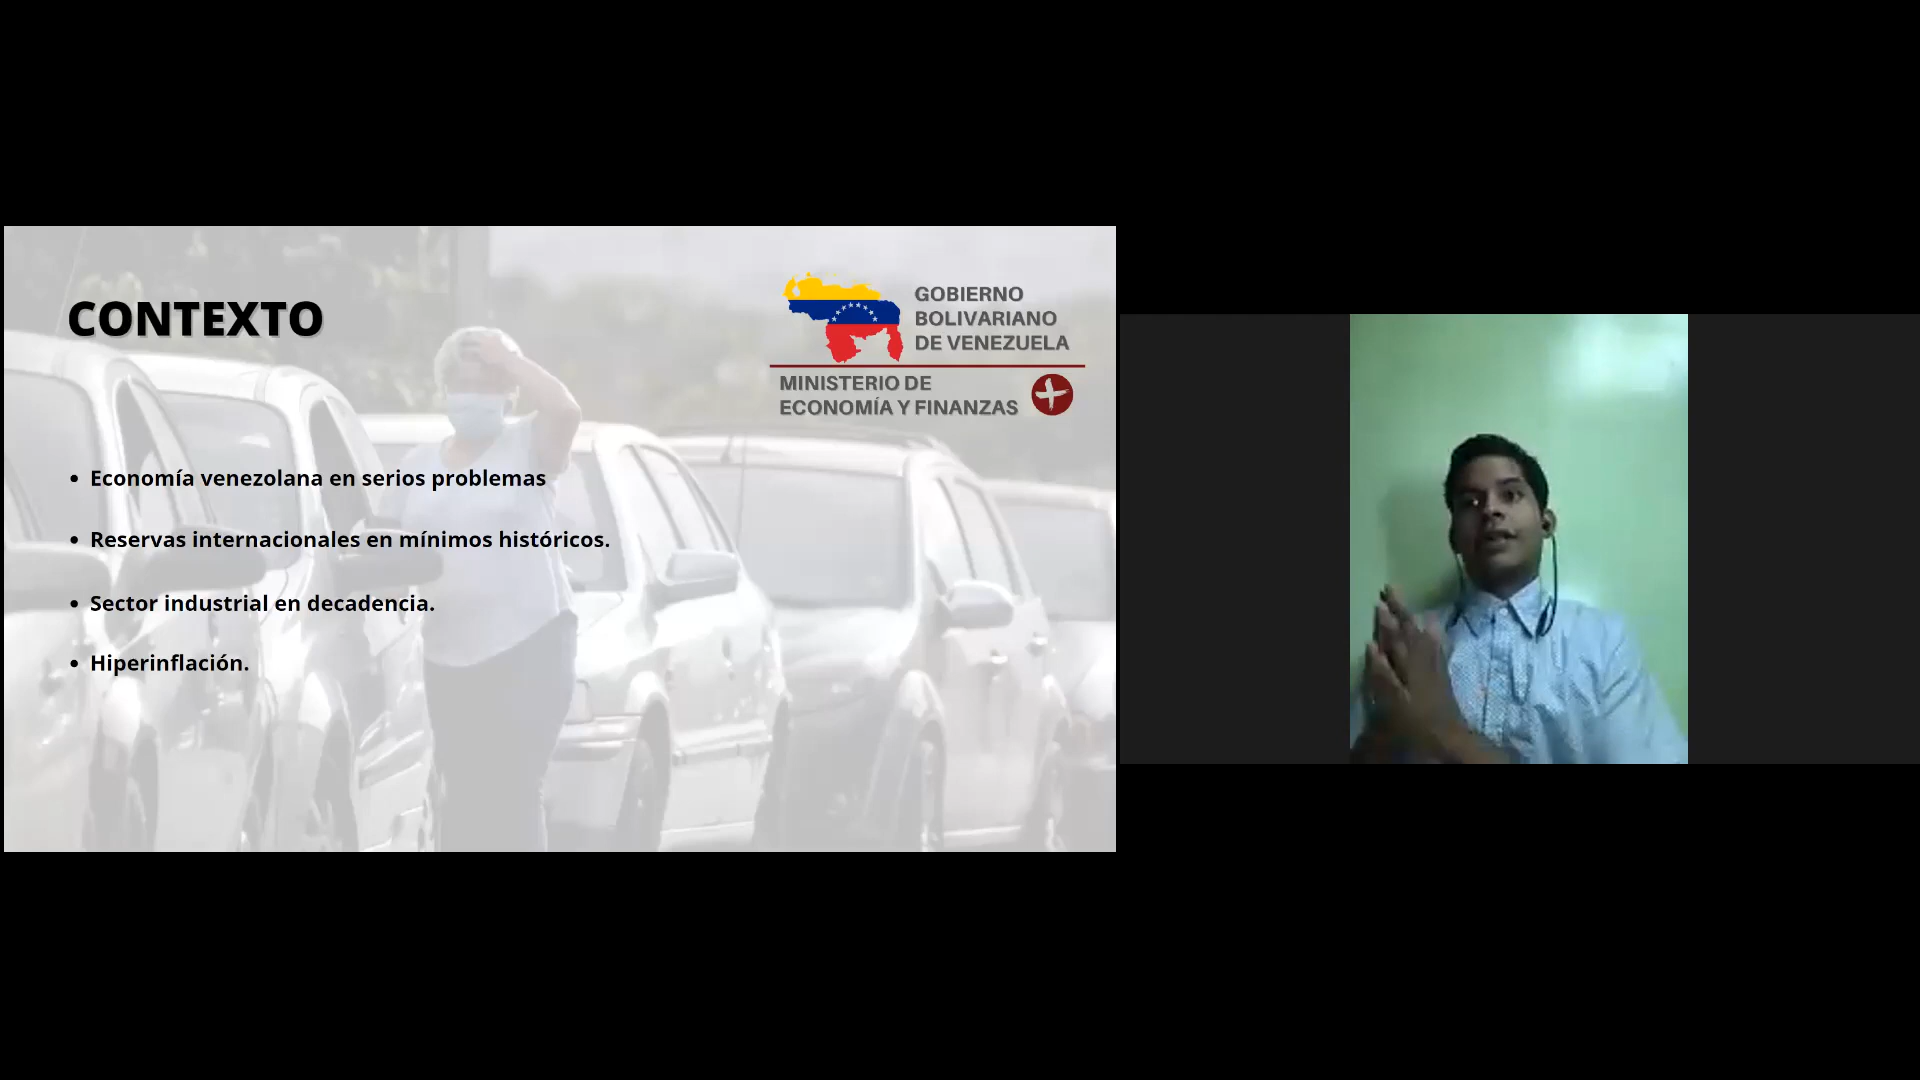 CONTEXTO
GOBIERNO
BOLIVARIANO
DE VENEZUELA
MINISTERIO DE
ECONOMÍA Y FINANZAS
• Economía venezolana en serios problemas
• Reservas internacionales en mínimos históricos.
• Sector industrial en decadencia.
• Hiperinflación.